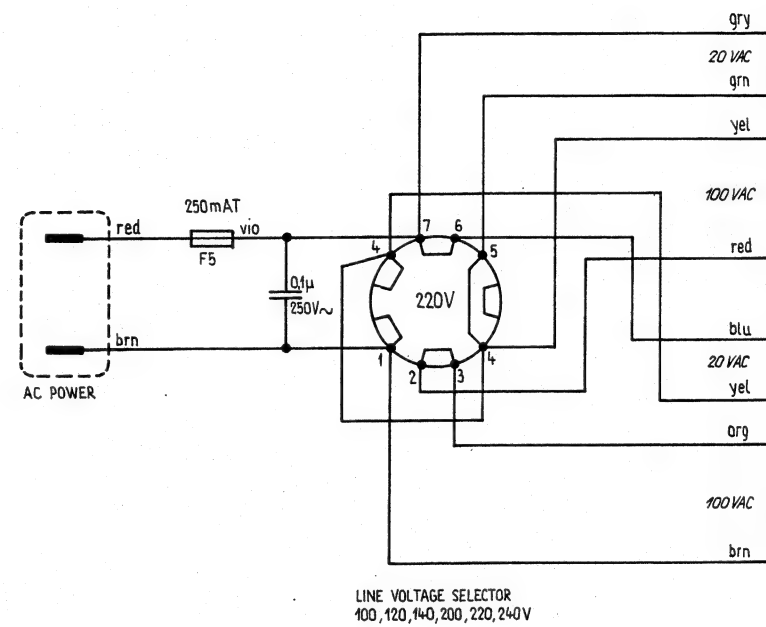 gry
20 VAC
grn
yel
250mAT
100 VAC
red
vio
7
6
F5
4
5
red
0,1µ
250V~
220V
brn
blu
1
4
20 VAC
2
3
yel
AC POWER
org
100 VAC
brn
LINE VOLTAGE SELECTOR
100,120,140,200,220,240V